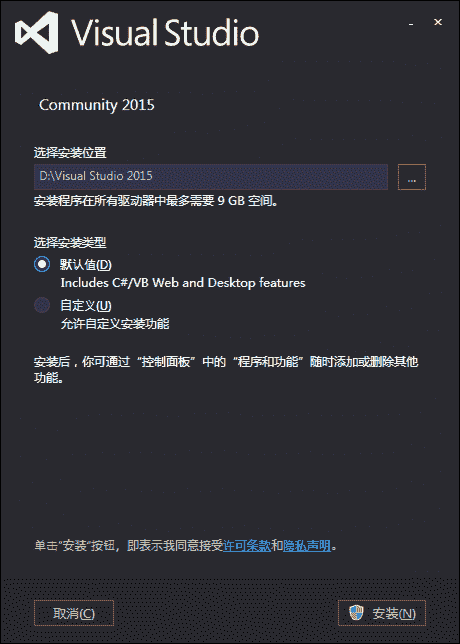 Visual Studio
Community 2015
选择安装位置
D:\Visual Studio 2015
...
安装程序在所有驱动器中最多需要 9 GB 空间。
选择安装类型
默认值(D)
Includes C#/VB Web and Desktop features
自定义(U)
允许自定义安装功能
安装后，你可通过“控制面板”中的“程序和功能”随时添加或删除其他
功能。
单击"安装"按钮，即表示我同意接受许可条款和隐私声明。
取消(C)
安装(N)